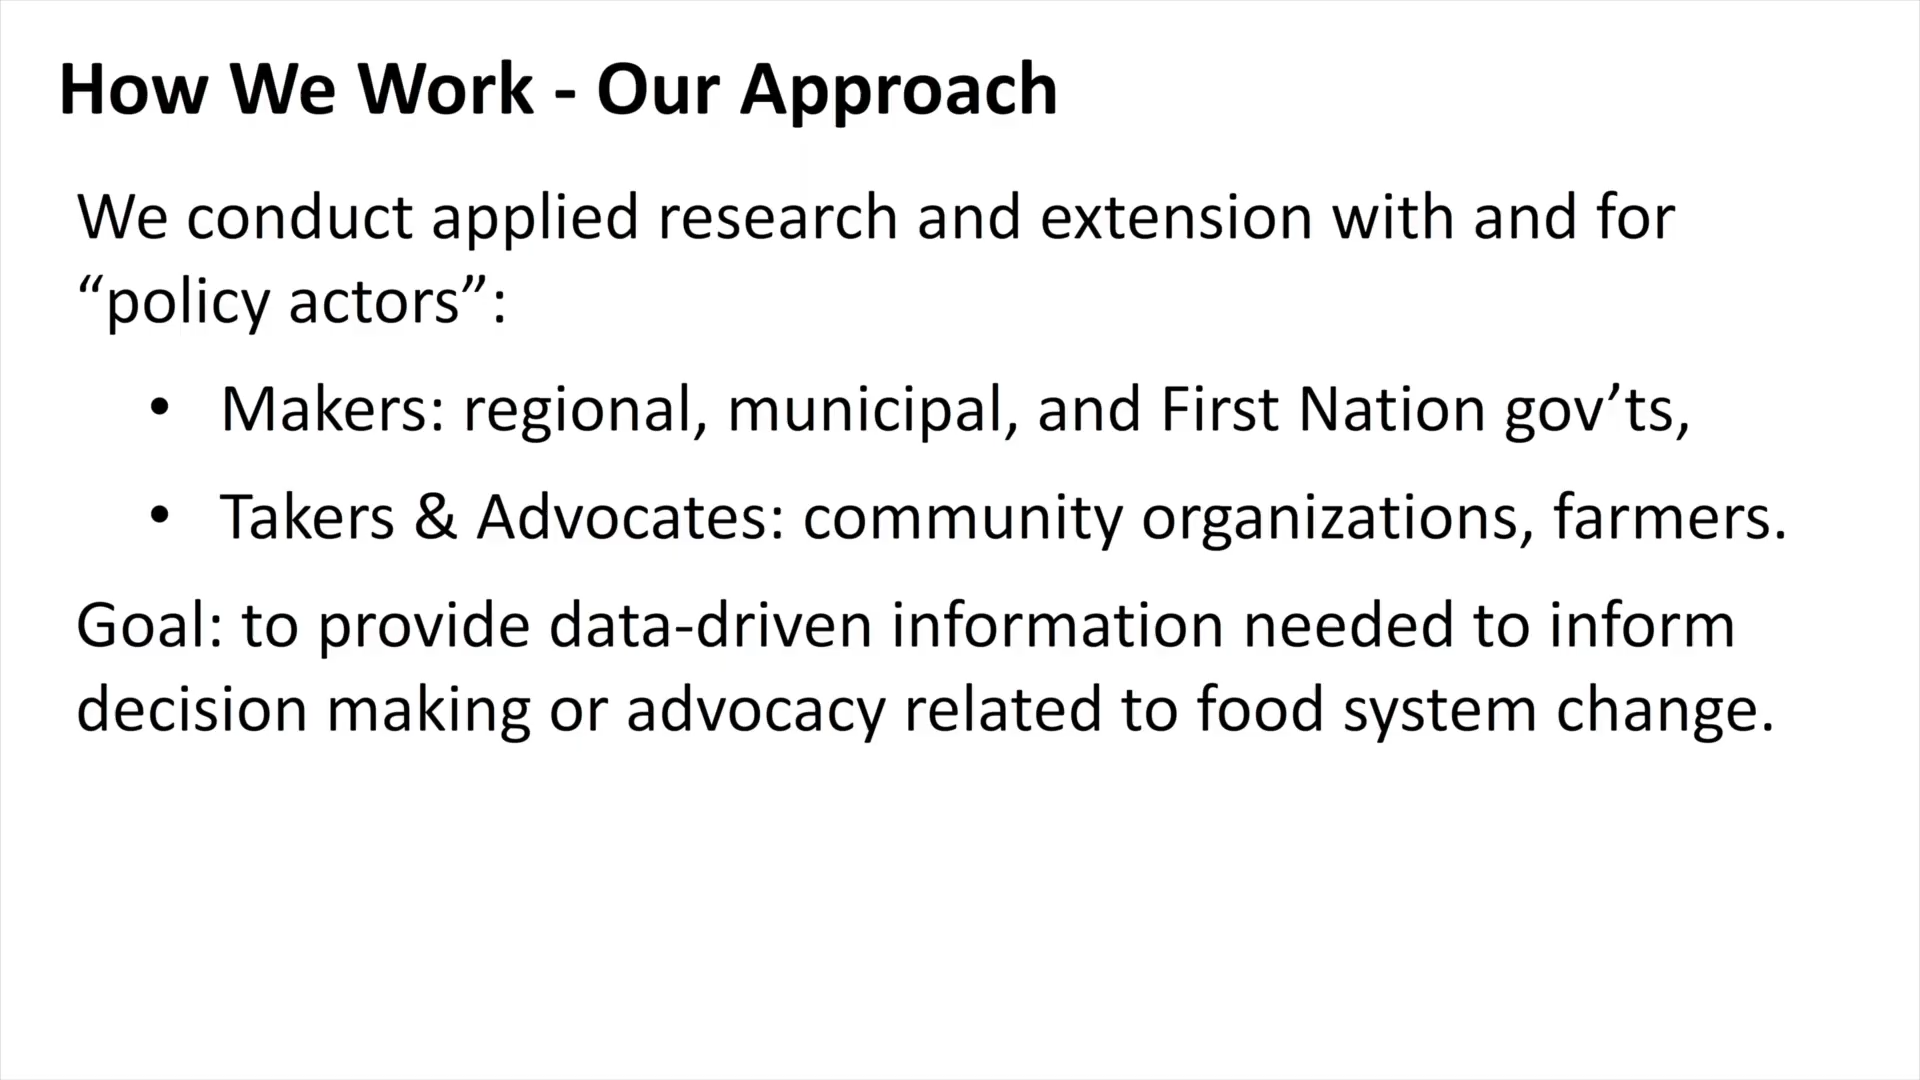 How We Work - Our Approach
We conduct applied research and extension with and for
“policy actors”:
• Makers: regional, municipal, and First Nation gov’ts,
• Takers & Advocates: community organizations, farmers.
Goal: to provide data-driven information needed to inform
decision making or advocacy related to food system change.